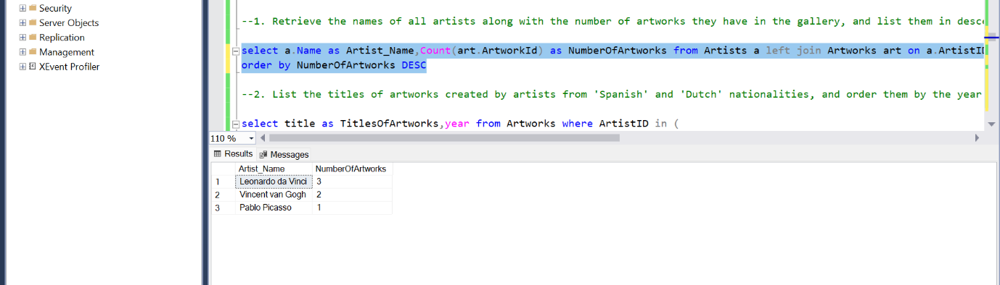 Security
Server Objects
Replication
Management
XEvent Profiler
--1. Retrieve the names of all artists along with the number of artworks they have in the gallery, and list them in desc
select a.Name as Artist_Name,Count(art.ArtworkId) as NumberOfArtworks from Artists a left join Artworks art on a.ArtistID
order by NumberOfArtworks DESC
--2. List the titles of artworks created by artists from 'Spanish' and 'Dutch' nationalities, and order them by the year
select title as TitlesOfArtworks,year from Artworks where ArtistID in (
110 %
Results Messages
Artist_Name NumberOfArtworks
1 Leonardo da Vinci 3
2 Vincent van Gogh 2
3 Pablo Picasso 1